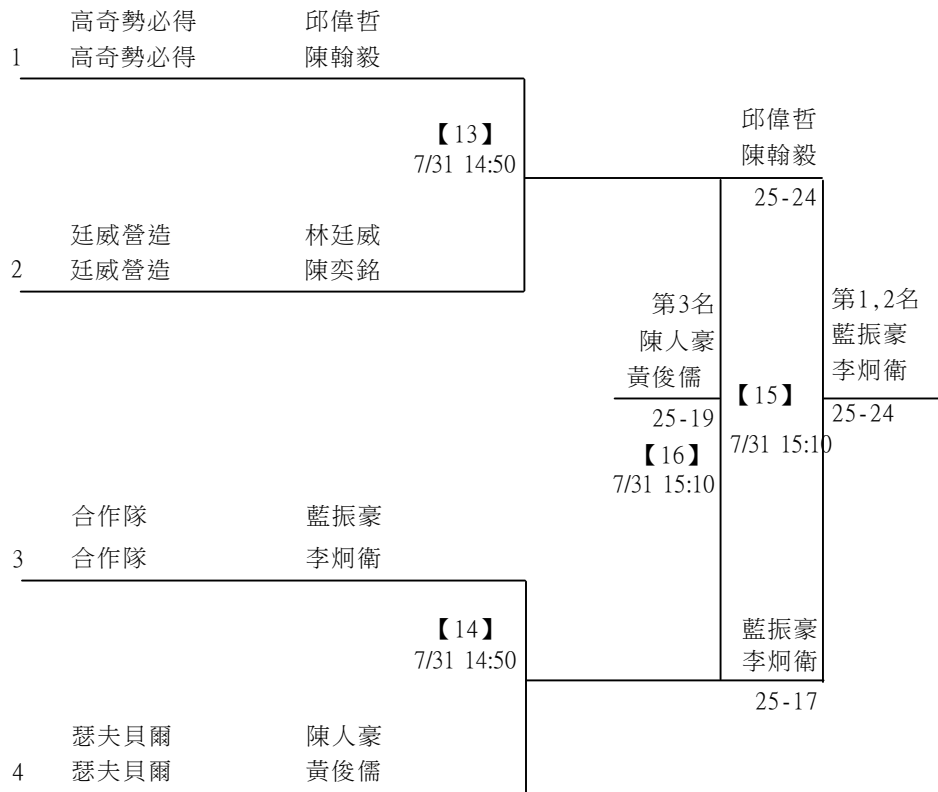 高奇勢必得 邱偉哲
1 高奇勢必得 陳翰毅
【13】
7/31 14:50
邱偉哲
陳翰毅
25-24
廷威營造 林廷威
2 廷威營造 陳奕銘
第3名
陳人豪
黃俊儒
25-19
【16】
7/31 15:10
【15】
7/31 15:10
第1,2名
藍振豪
李炯衛
25-24
合作隊 藍振豪
3 合作隊 李炯衛
【14】
7/31 14:50
藍振豪
李炯衛
25-17
瑟夫貝爾 陳人豪
4 瑟夫貝爾 黃俊儒